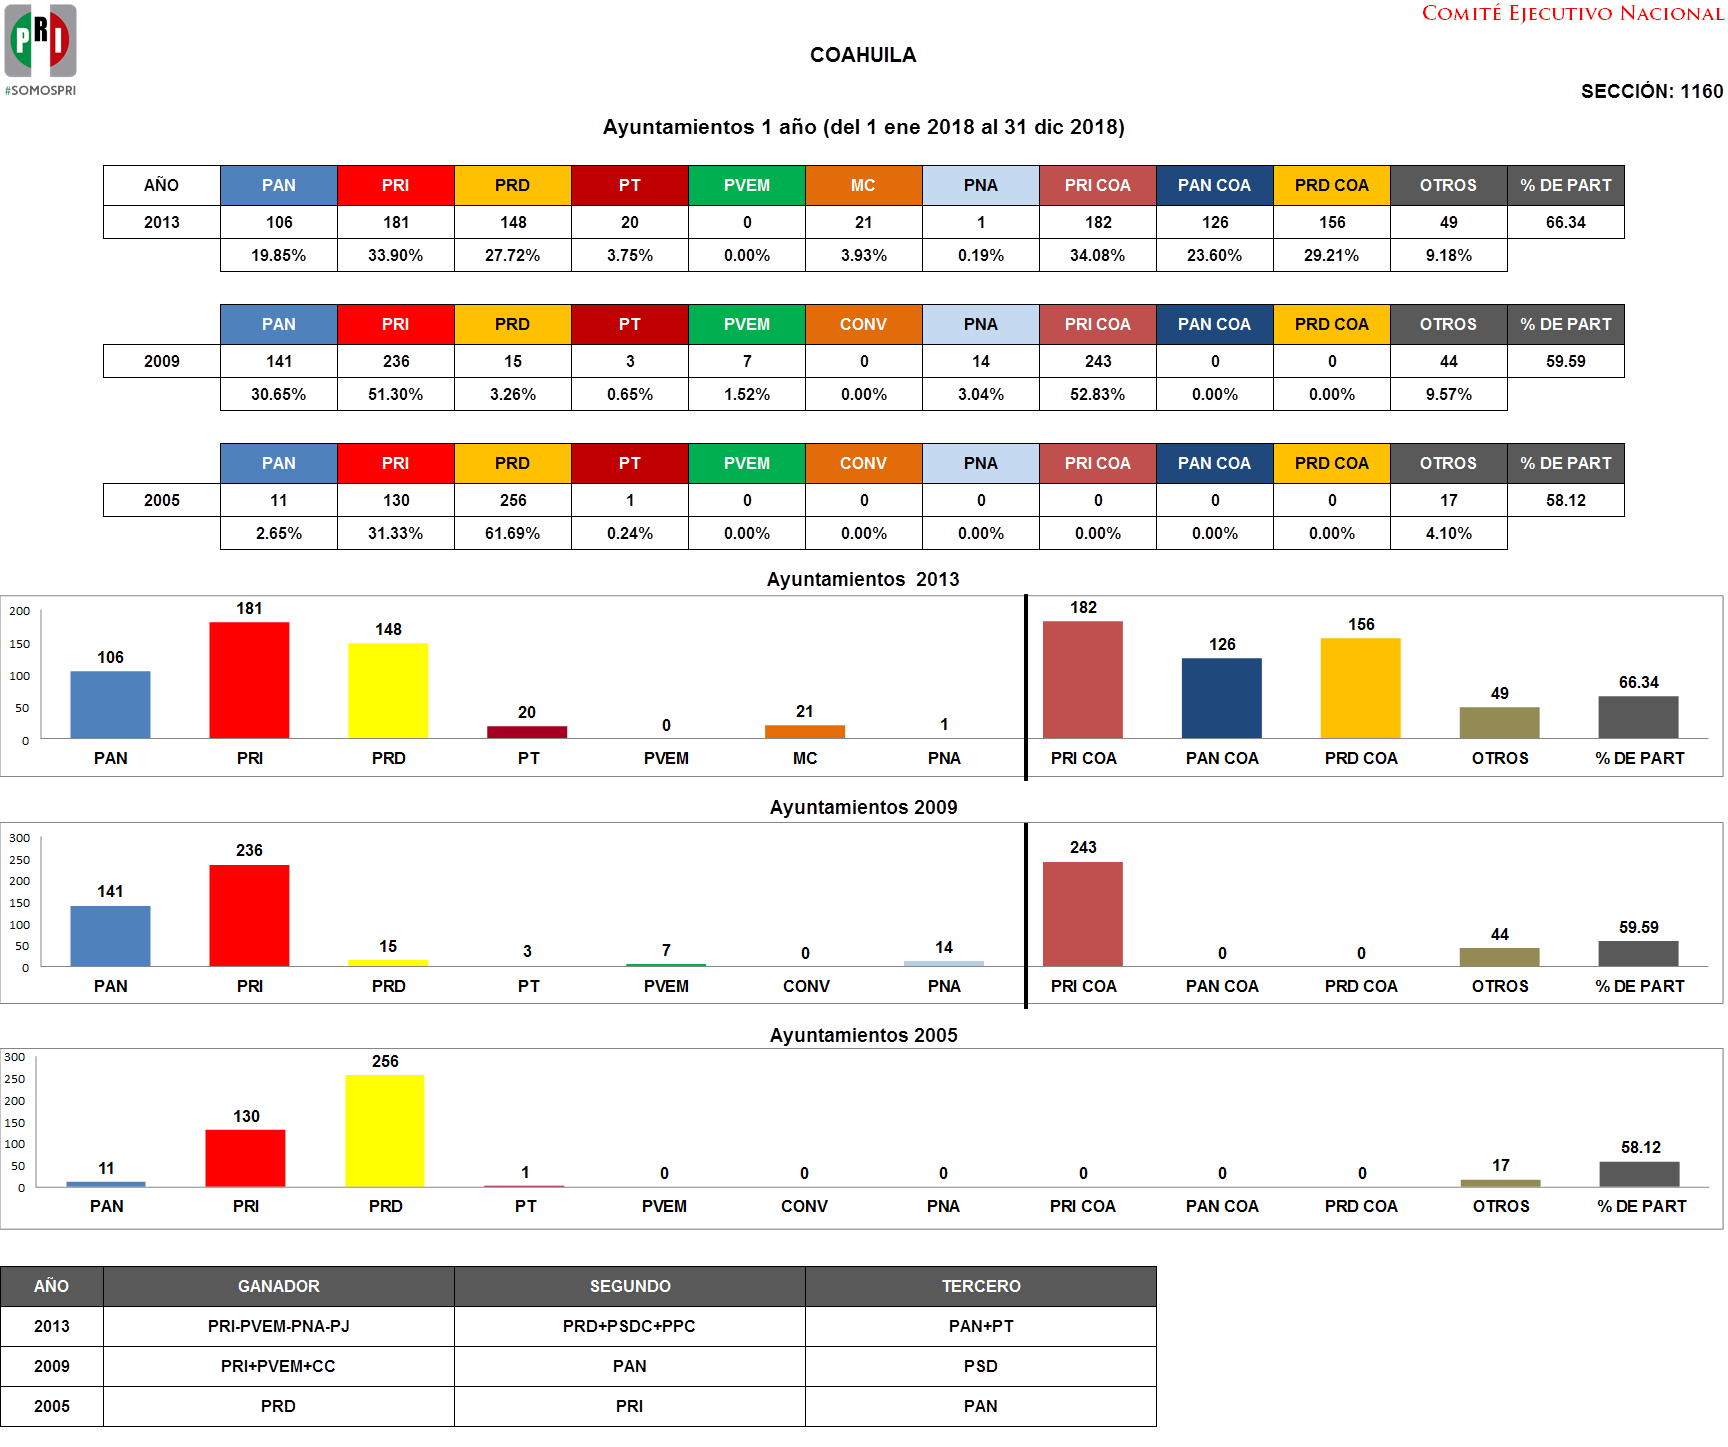 PRI
#SOMOSPRI
COMITÉ EJECUTIVO NACIONAL
COAHUILA
SECCIÓN: 1160
Ayuntamientos 1 año (del 1 ene 2018 al 31 dic 2018)
AÑO PAN PRI PRD PT PVEM MC PNA PRI COA PAN COA PRD COA OTROS % DE PART
2013 106 181 148 20 0 21 1 182 126 156 49 66.34
19.85% 33.90% 27.72% 3.75% 0.00% 3.93% 0.19% 34.08% 23.60% 29.21% 9.18%
PAN PRI PRD PT PVEM CONV PNA PRI COA PAN COA PRD COA OTROS % DE PART
2009 141 236 15 3 7 0 14 243 0 0 44 59.59
30.65% 51.30% 3.26% 0.65% 1.52% 0.00% 3.04% 52.83% 0.00% 0.00% 9.57%
PAN PRI PRD PT PVEM CONV PNA PRI COA PAN COA PRD COA OTROS % DE PART
2005 11 130 256 1 0 0 0 0 0 0 17 58.12
2.65% 31.33% 61.69% 0.24% 0.00% 0.00% 0.00% 0.00% 0.00% 0.00% 4.10%
Ayuntamientos 2013
200
150
100
50
0
106 181 148 20 0 21 1 182 126 156 49 66.34
PAN PRI PRD PT PVEM MC PNA PRI COA PAN COA PRD COA OTROS % DE PART
Ayuntamientos 2009
300
250
200
150
100
50
0
141 236 15 3 7 0 14 243 0 0 44 59.59
PAN PRI PRD PT PVEM CONV PNA PRI COA PAN COA PRD COA OTROS % DE PART
Ayuntamientos 2005
300
250
200
150
100
50
0
11 130 256 1 0 0 0 0 0 0 17 58.12
PAN PRI PRD PT PVEM CONV PNA PRI COA PAN COA PRD COA OTROS % DE PART
AÑO GANADOR SEGUNDO TERCERO
2013 PRI-PVEM-PNA-PJ PRD+PSDC+PPC PAN+PT
2009 PRI+PVEM+CC PAN PSD
2005 PRD PRI PAN